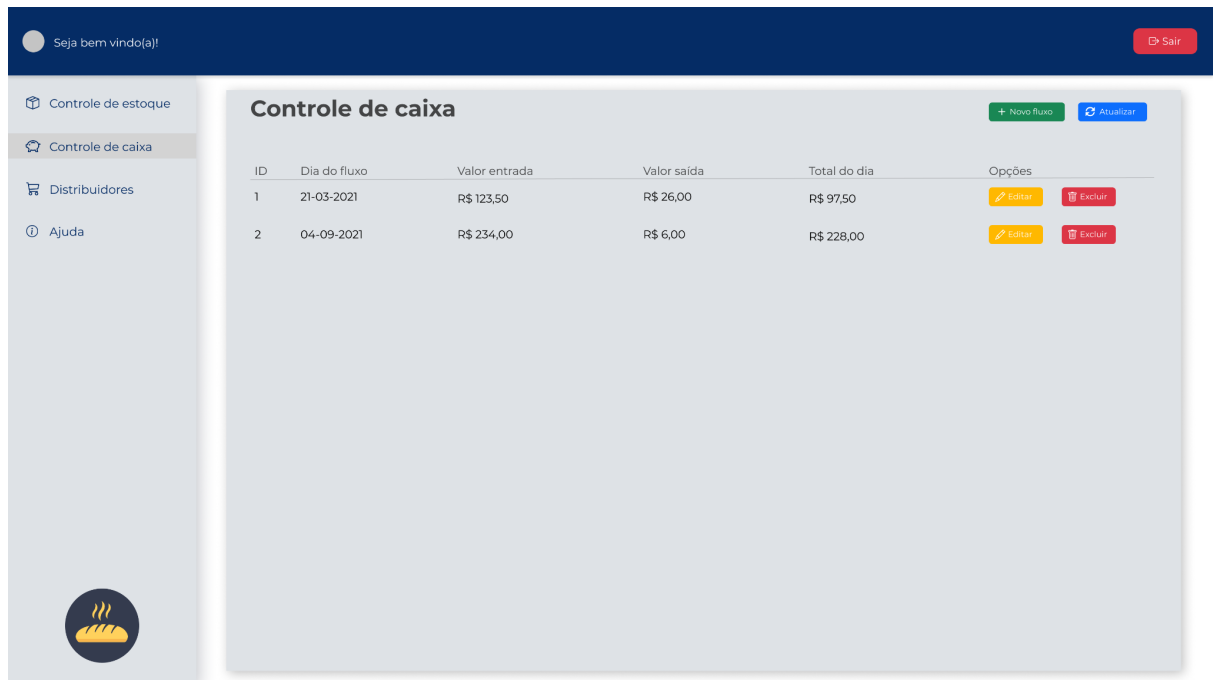 Seja bem vindo(a)!
Sair
Controle de estoque
Controle de caixa
Distribuidores
Ajuda
Controle de caixa
+ Novo fluxo Atualizar
ID Dia do fluxo Valor entrada Valor saída Total do dia Opções
1 21-03-2021 R$ 123,50 R$ 26,00 R$ 97,50 Editar Excluir
2 04-09-2021 R$ 234,00 R$ 6,00 R$ 228,00 Editar Excluir